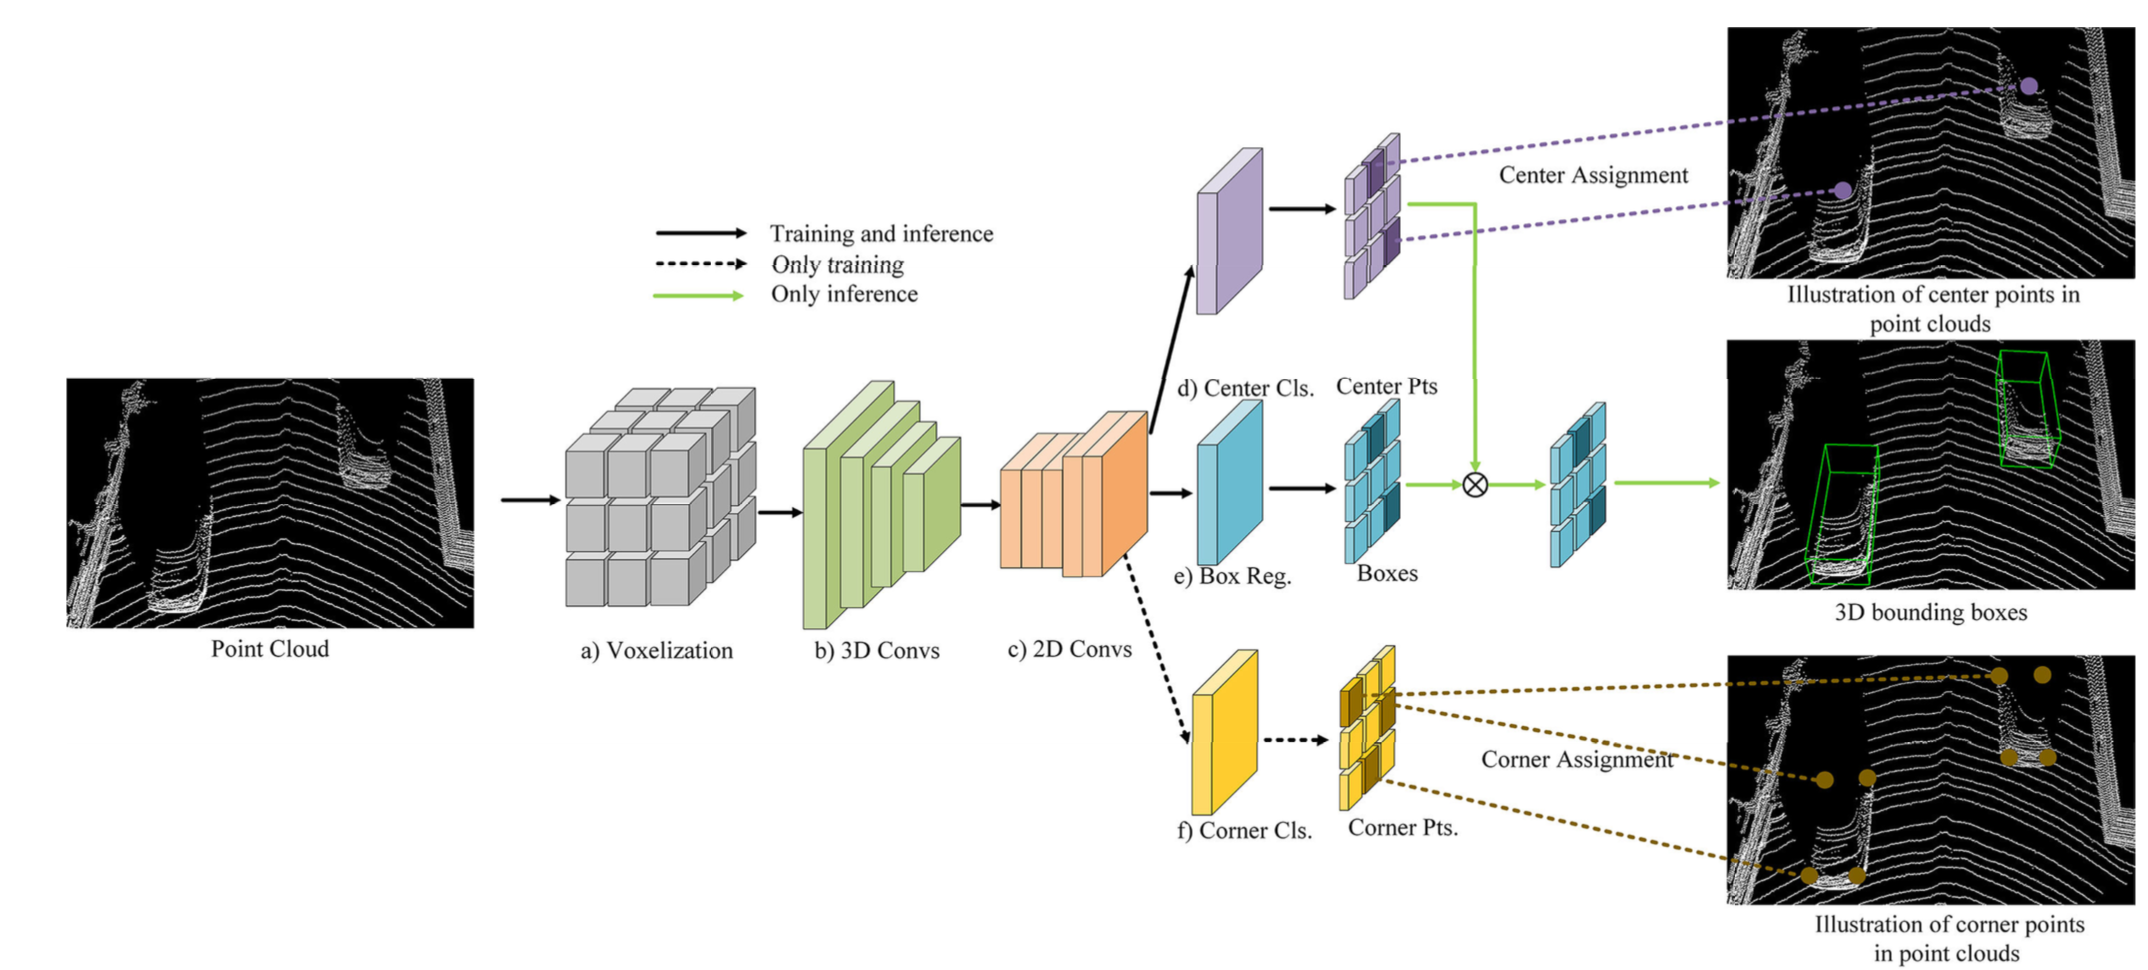 Training and inference
Only training
Only inference
Center Assignment
Illustration of center points in
point clouds
d) Center Cls.
Center Pts
e) Box Reg.
Boxes
3D bounding boxes
Point Cloud
a) Voxelization
b) 3D Convs
c) 2D Convs
Corner Assignment
f) Corner Cls.
Corner Pts.
Illustration of corner points
in point clouds